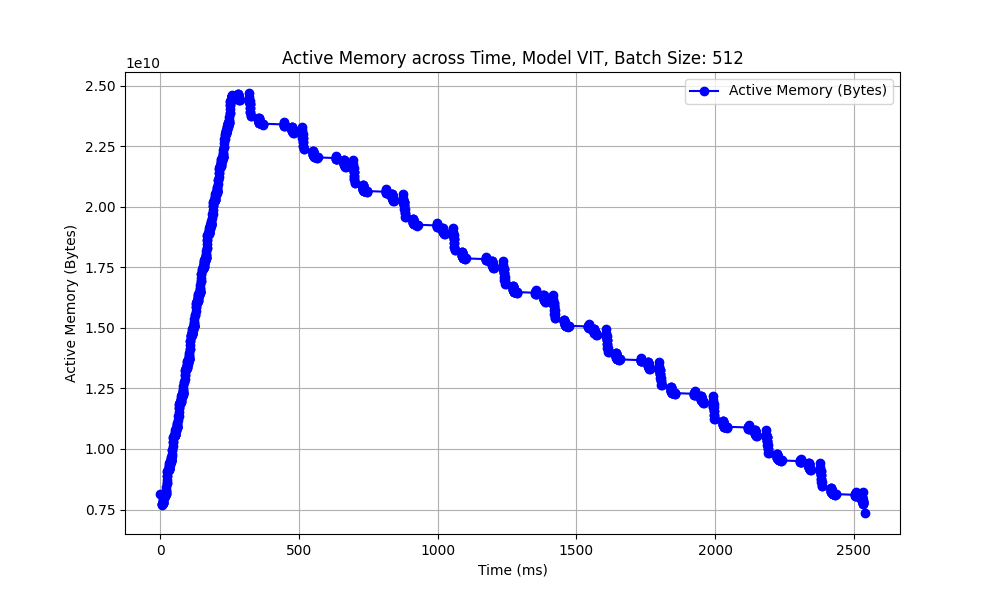 Active Memory across Time, Model VIT, Batch Size: 512
1e10
Active Memory (Bytes)
2.50
2.25
2.00
1.75
1.50
1.25
1.00
0.75
Active Memory (Bytes)
0
500
1000
1500
2000
2500
Time (ms)